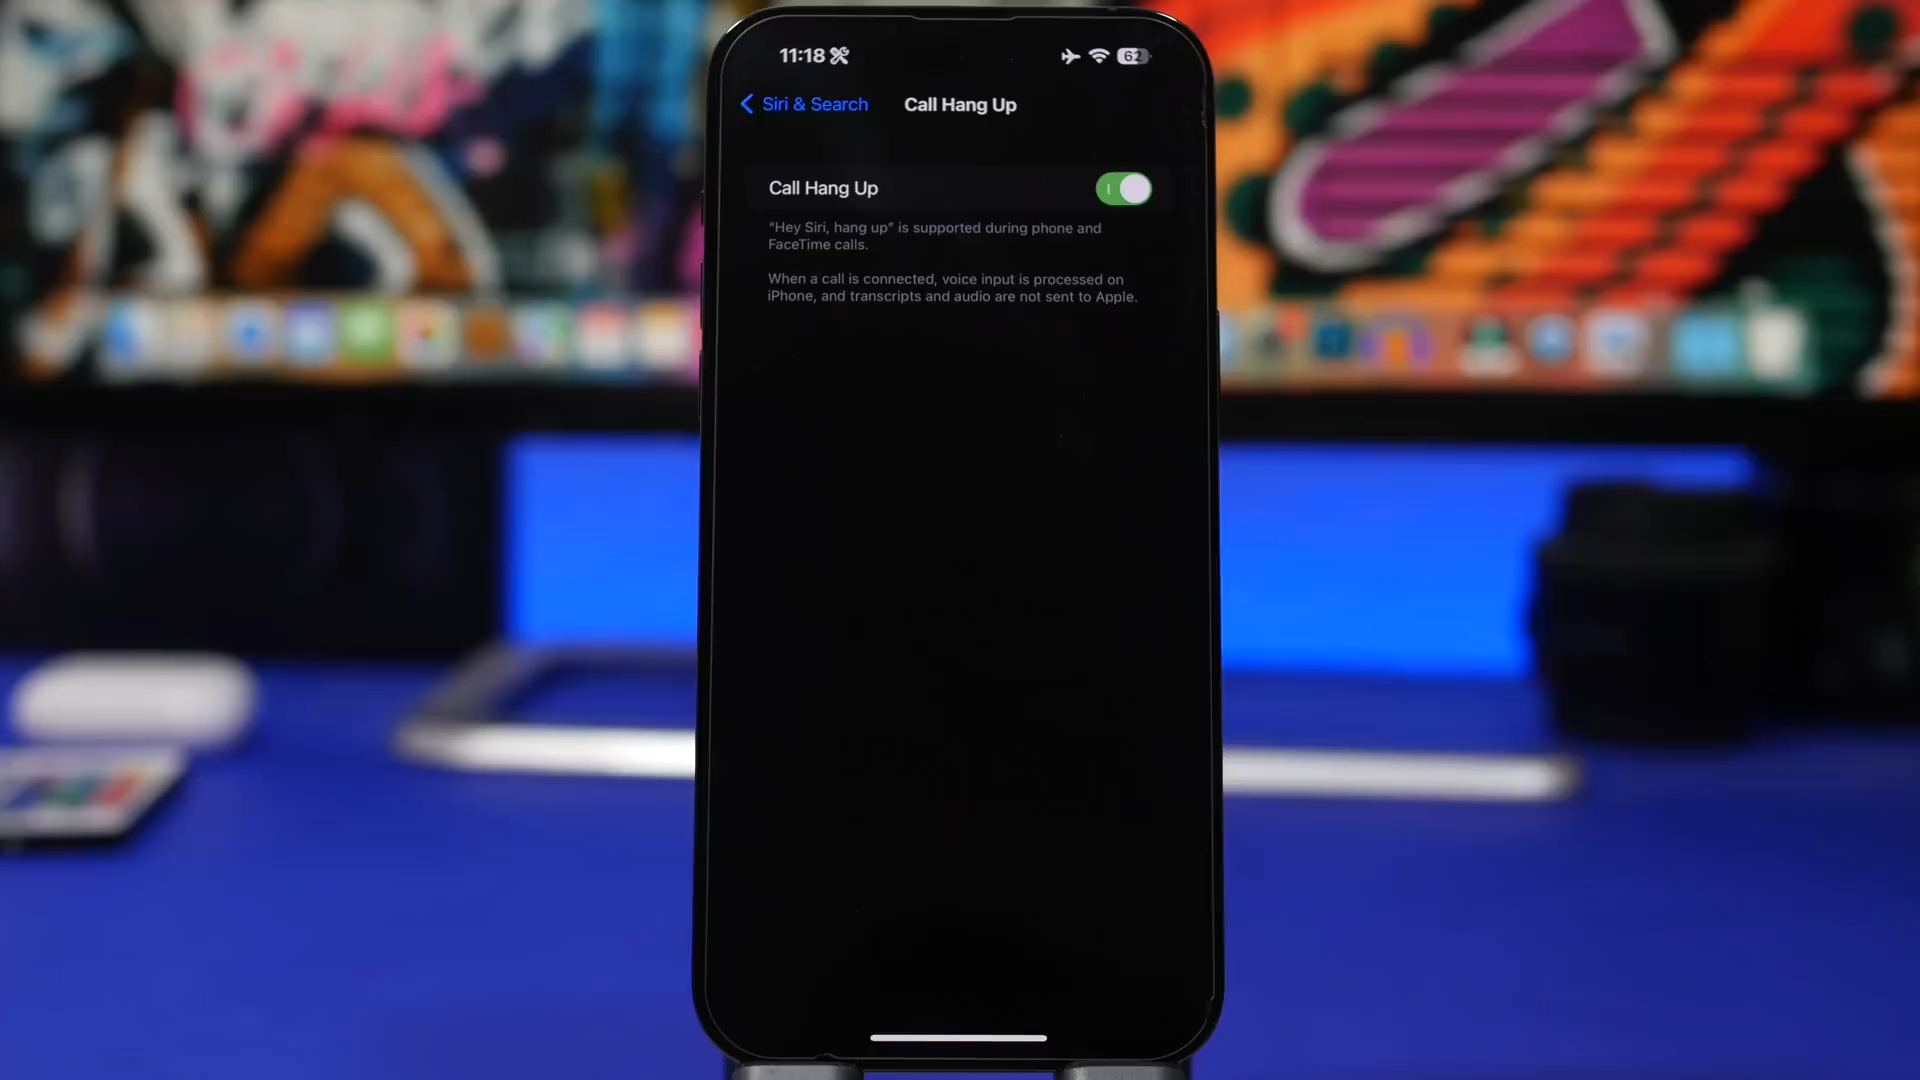 11:18
62
Siri & Search
Call Hang Up
Call Hang Up
“Hey Siri, hang up” is supported during phone and
FaceTime calls.
When a call is connected, voice input is processed on
iPhone, and transcripts and audio are not sent to Apple.